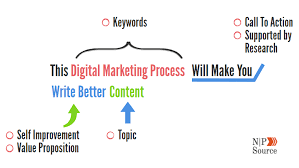 Keywords
Call To Action
Supported by
Research
This Digital Marketing Process Will Make You
Write Better Content
Self Improvement
Value Proposition
Topic
N|P
Source